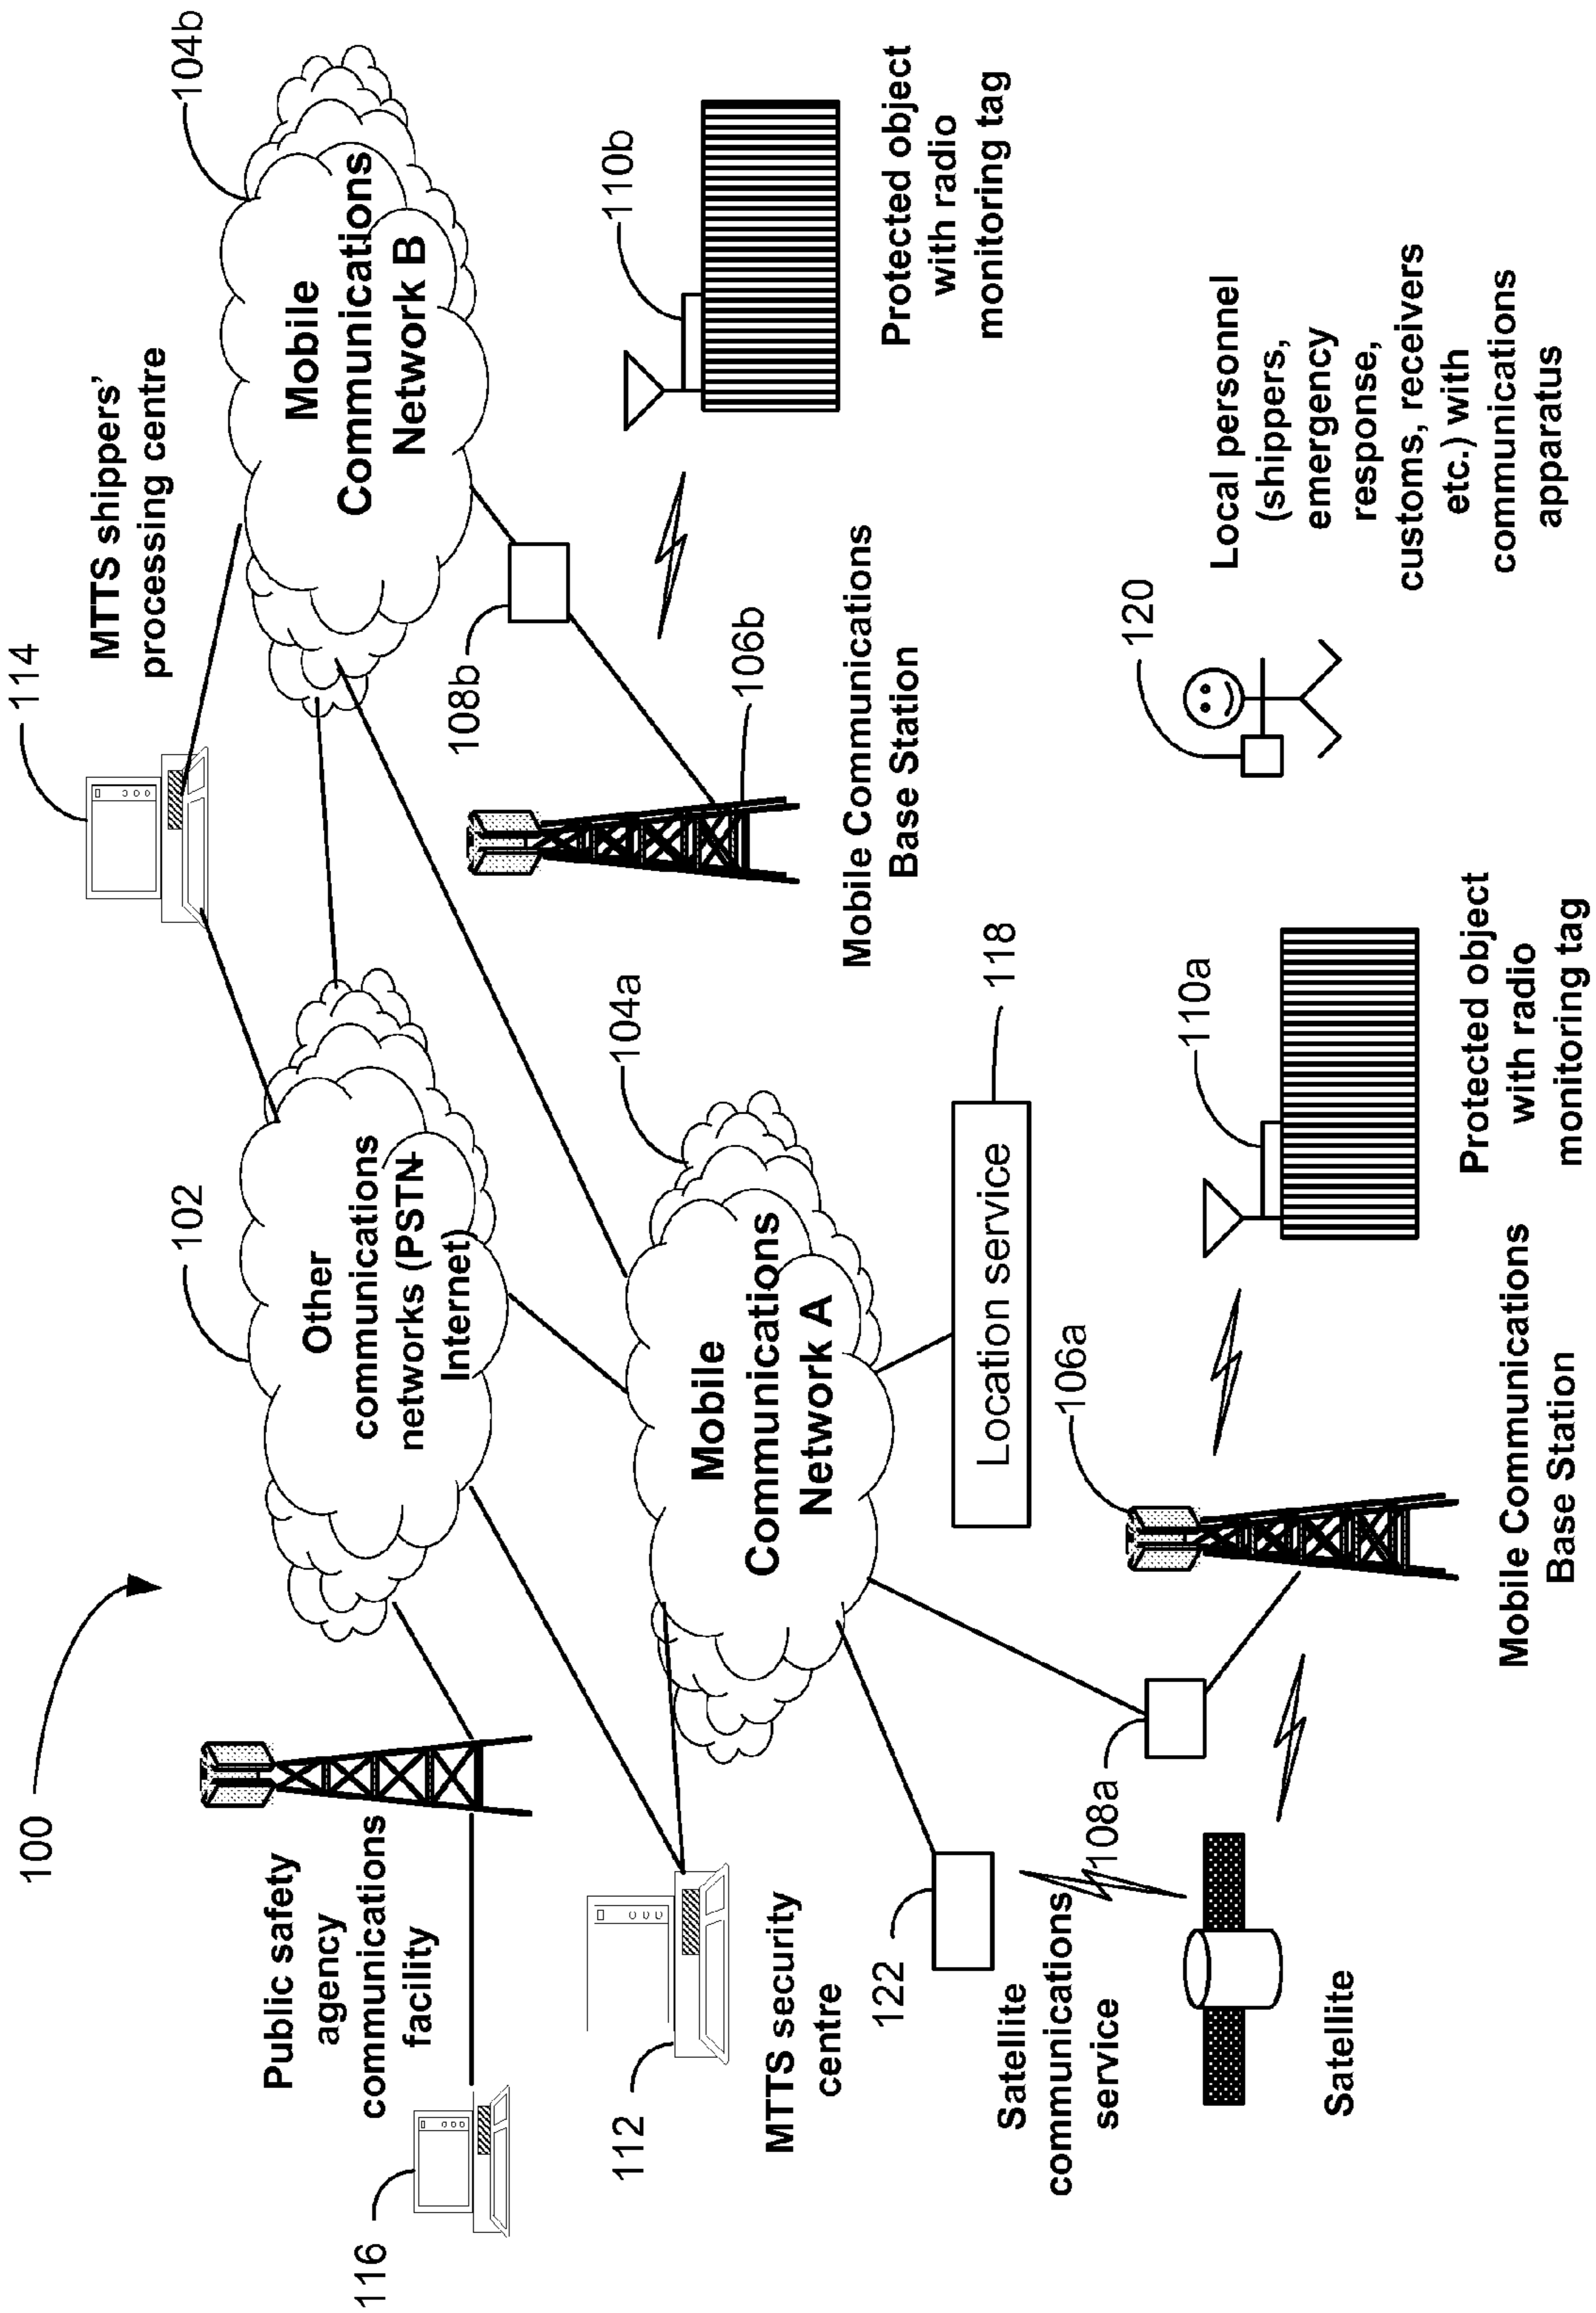 100
116
Public safety
agency
communications
facility
102
Other
communications
networks (PSTN
Internet)
114
MTTS shippers’
processing centre
104b
Mobile
Communications
Network B
112
MTTS security
centre
104a
Mobile
Communications
Network A
108b
106b
Mobile Communications
Base Station
110b
Protected object
with radio
monitoring tag
122
Satellite
communications
service
118
Location service
108a
106a
Mobile Communications
Base Station
110a
Protected object
with radio
monitoring tag
120
Local personnel
(shippers,
emergency
response,
customs, receivers
etc.) with
communications
apparatus
Satellite